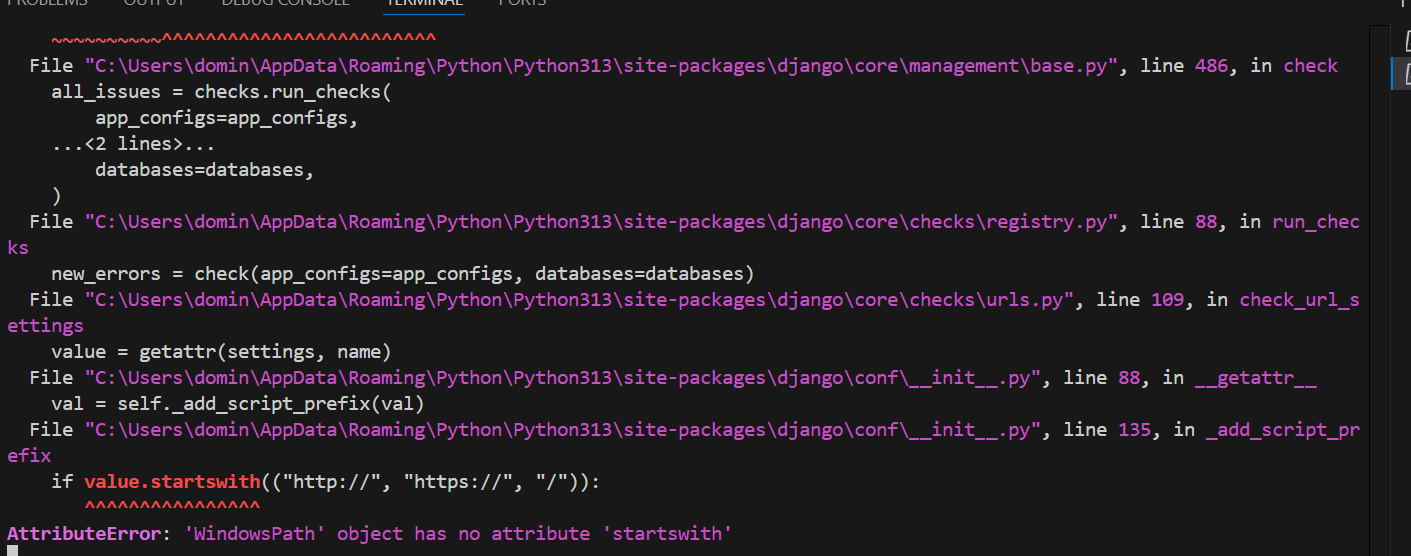 PROBLEMS OUTPUT DEBUG CONSOLE TERMINAL PORTS
~~~~~~~~~~^^^^^^^^^^^^^^^^^^^^^^^^^
  File "C:\Users\domin\AppData\Roaming\Python\Python313\site-packages\django\core\management\base.py", line 486, in check
    all_issues = checks.run_checks(
        app_configs=app_configs,
    ...<2 lines>...
        databases=databases,
    )
  File "C:\Users\domin\AppData\Roaming\Python\Python313\site-packages\django\core\checks\registry.py", line 88, in run_chec
ks
    new_errors = check(app_configs=app_configs, databases=databases)
  File "C:\Users\domin\AppData\Roaming\Python\Python313\site-packages\django\core\checks\urls.py", line 109, in check_url_s
ettings
    value = getattr(settings, name)
  File "C:\Users\domin\AppData\Roaming\Python\Python313\site-packages\django\conf\__init__.py", line 88, in __getattr__
    val = self._add_script_prefix(val)
  File "C:\Users\domin\AppData\Roaming\Python\Python313\site-packages\django\conf\__init__.py", line 135, in _add_script_pr
efix
    if value.startswith(("http://", "https://", "/")):
       ^^^^^^^^^^^^^^^^
AttributeError: 'WindowsPath' object has no attribute 'startswith'